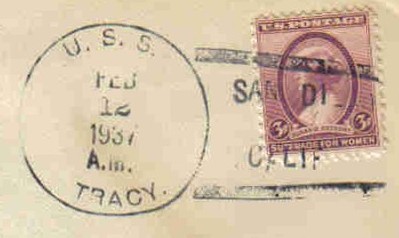 U. S. S.
FEB
12
1937
A.M.
TRACY.
SAN DI
CALIF
U.S. POSTAGE
3¢ 3¢
SUFFRAGE FOR WOMEN